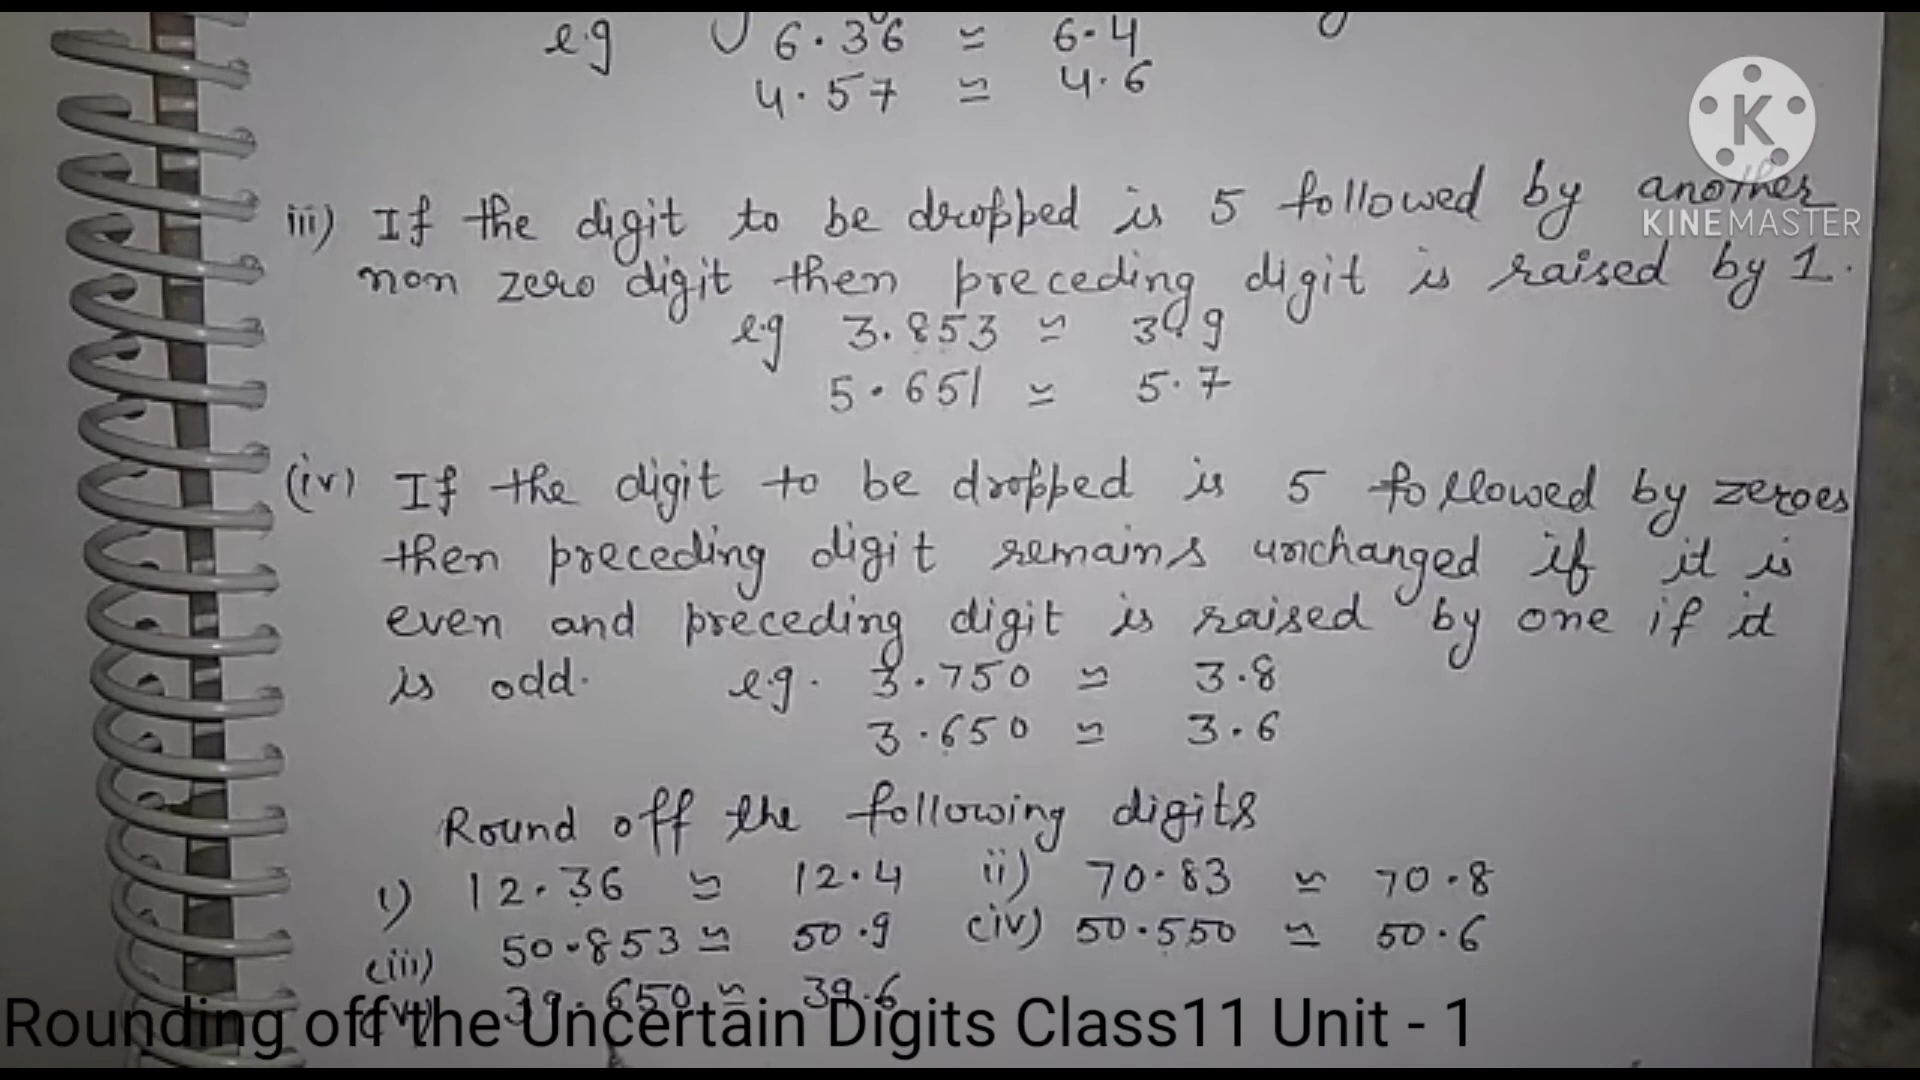 e.g 6.36 ≃ 6.4
4.57 ≃ 4.6
K
KINEMASTER
iii) If the digit to be dropped is 5 followed by another
non zero digit then preceding digit is raised by 1.
e.g 3.853 ≃ 3.9
5.651 ≃ 5.7
(iv) If the digit to be dropped is 5 followed by zeroes
then preceding digit remains unchanged if it is
even and preceding digit is raised by one if it
is odd. e.g. 3.750 ≃ 3.8
3.650 ≃ 3.6
Round off the following digits
i) 12.36 ≃ 12.4 ii) 70.83 ≃ 70.8
(iii) 50.853 ≃ 50.9 (iv) 50.550 ≃ 50.6
(v) 39.650 ≃ 39.6
Rounding off the Uncertain Digits Class11 Unit - 1